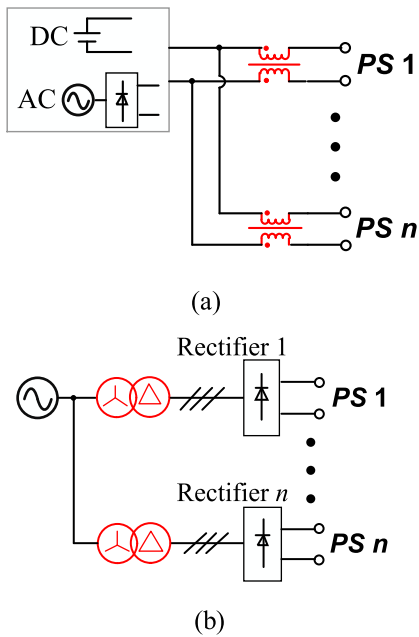 DC
AC
PS 1
PS n
(a)
Rectifier 1
PS 1
Rectifier n
PS n
(b)